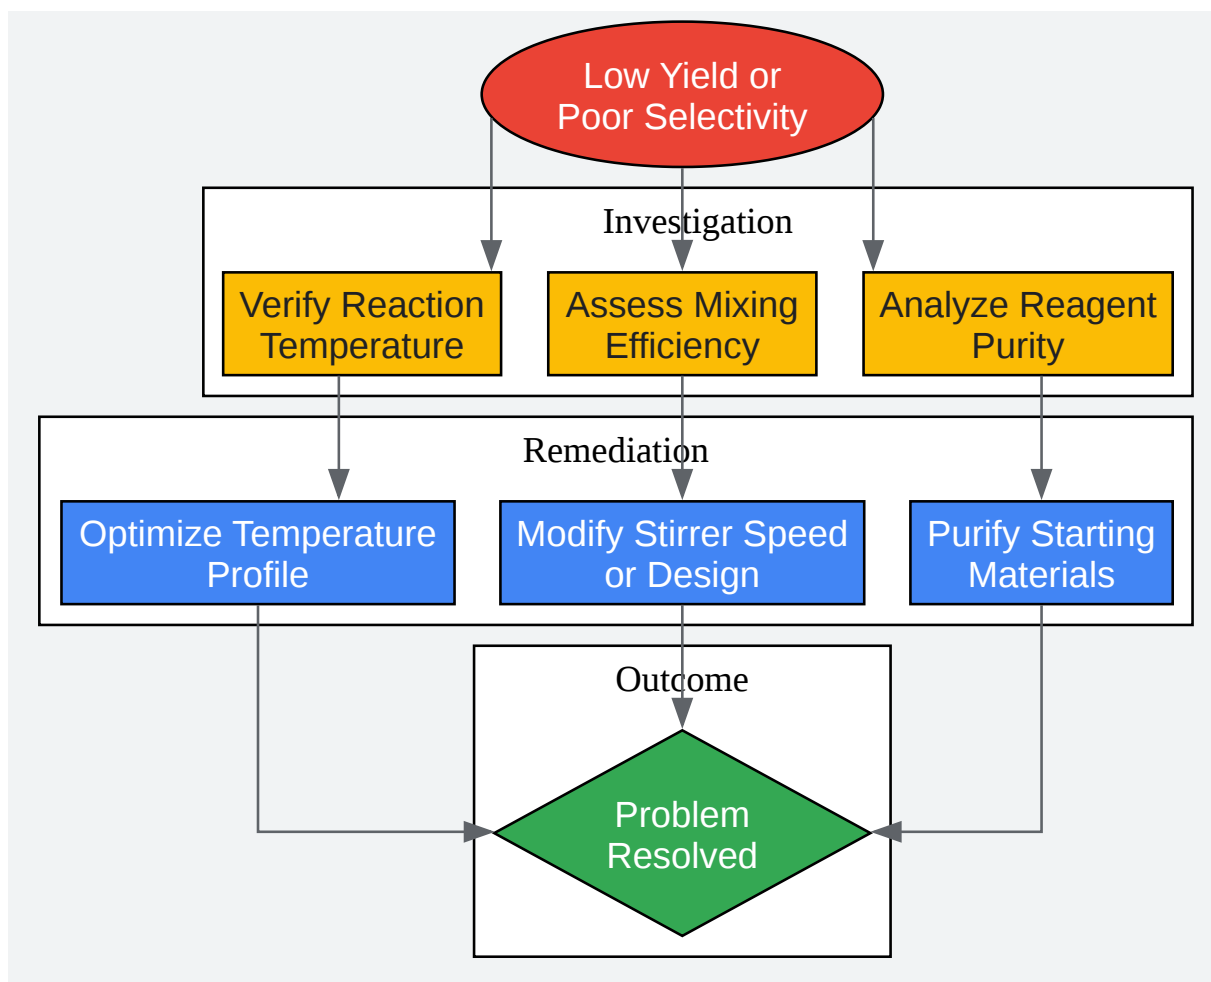 Low Yield or
Poor Selectivity
Investigation
Verify Reaction
Temperature
Assess Mixing
Efficiency
Analyze Reagent
Purity
Remediation
Optimize Temperature
Profile
Modify Stirrer Speed
or Design
Purify Starting
Materials
Outcome
Problem
Resolved